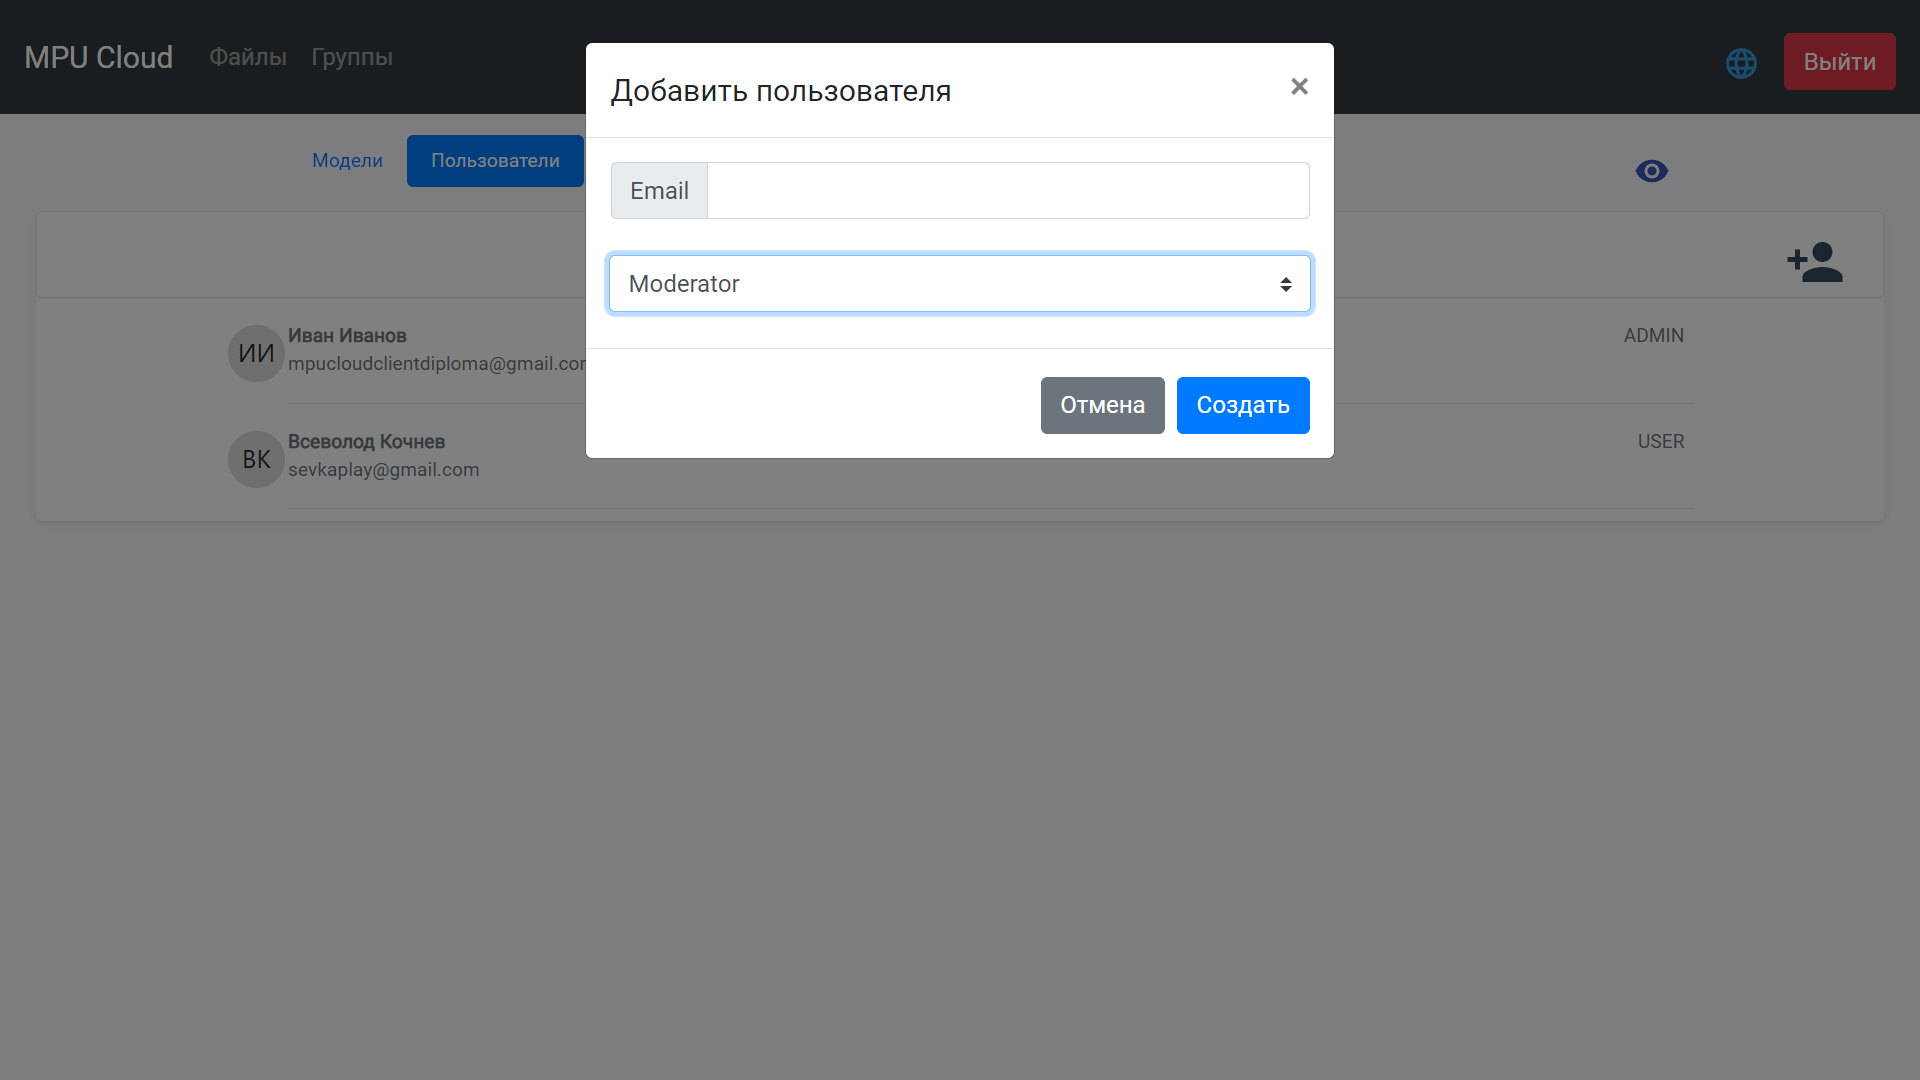 MPU Cloud Файлы Группы
Выйти
Добавить пользователя
×
Модели Пользователи
Email
Moderator
ИИ
Иван Иванов
mpucloudclientdiploma@gmail.co
ADMIN
Отмена Создать
ВК
Всеволод Кочнев
sevkaplay@gmail.com
USER